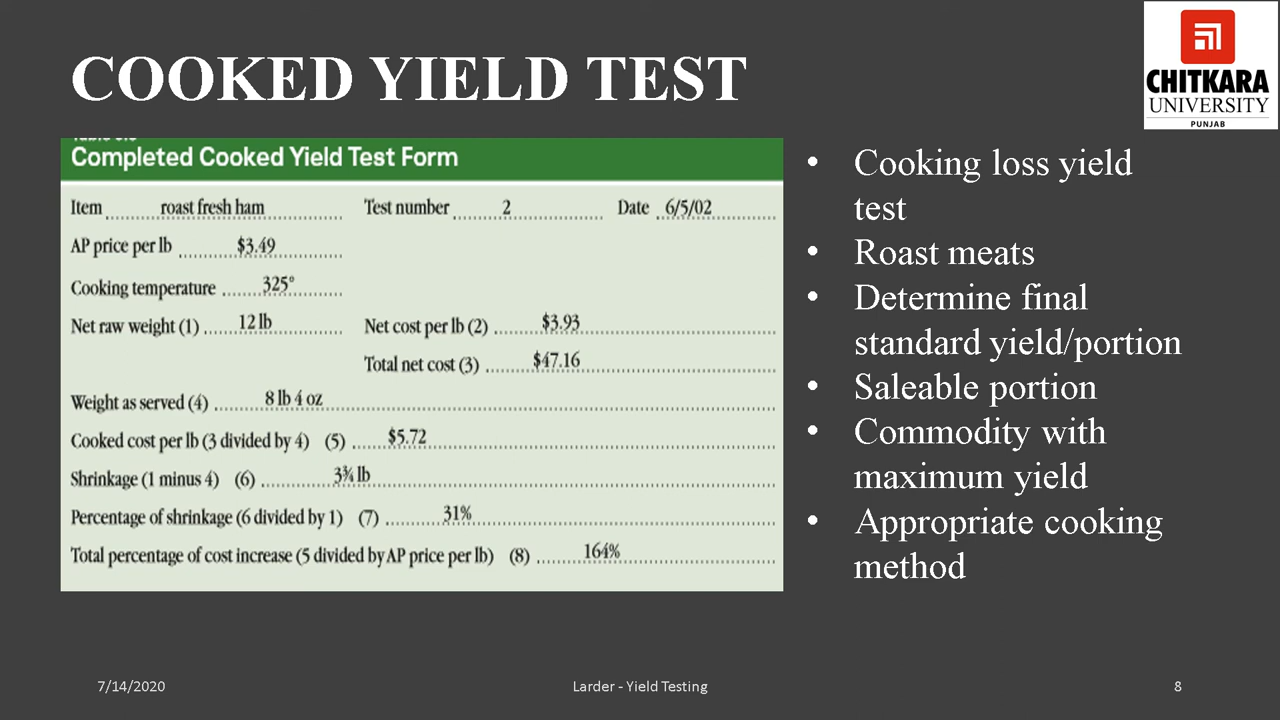 COOKED YIELD TEST
CHITKARA
UNIVERSITY
PUNJAB
Completed Cooked Yield Test Form
Item roast fresh ham Test number 2 Date 6/5/02
AP price per lb $3.49
Cooking temperature 325°
Net raw weight (1) 12 lb Net cost per lb (2) $3.93
Total net cost (3) $47.16
Weight as served (4) 8 lb 4 oz
Cooked cost per lb (3 divided by 4) (5) $5.72
Shrinkage (1 minus 4) (6) 3¾ lb
Percentage of shrinkage (6 divided by 1) (7) 31%
Total percentage of cost increase (5 divided by AP price per lb) (8) 164%
• Cooking loss yield
test
• Roast meats
• Determine final
standard yield/portion
• Saleable portion
• Commodity with
maximum yield
• Appropriate cooking
method
7/14/2020 Larder - Yield Testing 8